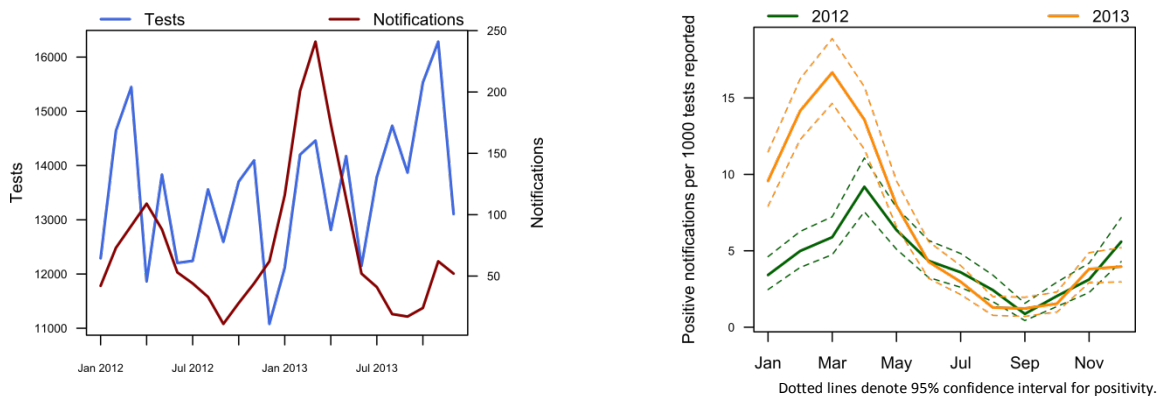 Tests Notifications
16000
15000
14000
13000
12000
11000
Tests
250
200
150
100
50
Notifications
Jan 2012 Jul 2012 Jan 2013 Jul 2013
2012 2013
15
10
5
0
Positive notifications per 1000 tests reported
Jan Mar May Jul Sep Nov
Dotted lines denote 95% confidence interval for positivity.